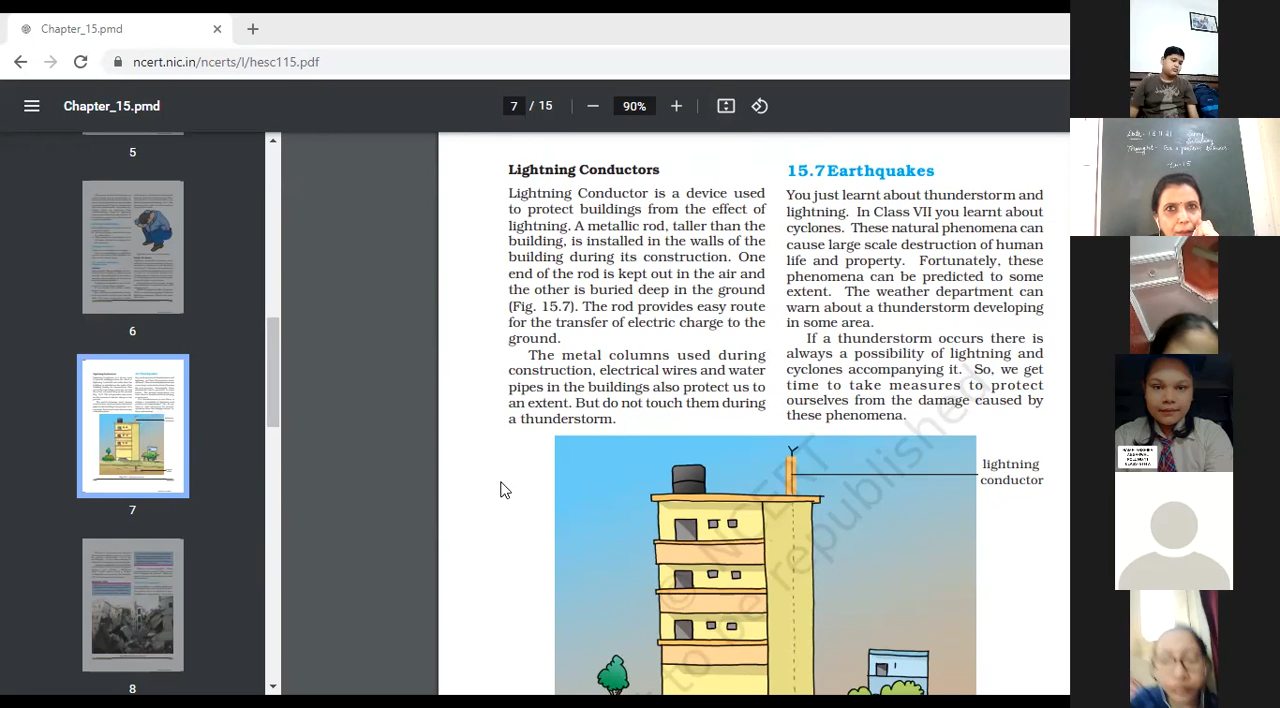 Chapter_15.pmd
ncert.nic.in/ncerts/l/hesc115.pdf
Chapter_15.pmd
7 / 15
90%
5
6
7
8
Lightning Conductors
Lightning Conductor is a device used
to protect buildings from the effect of
lightning. A metallic rod, taller than the
building, is installed in the walls of the
building during its construction. One
end of the rod is kept out in the air and
the other is buried deep in the ground
(Fig. 15.7). The rod provides easy route
for the transfer of electric charge to the
ground.
The metal columns used during
construction, electrical wires and water
pipes in the buildings also protect us to
an extent. But do not touch them during
a thunderstorm.
15.7 Earthquakes
You just learnt about thunderstorm and
lightning. In Class VII you learnt about
cyclones. These natural phenomena can
cause large scale destruction of human
life and property. Fortunately, these
phenomena can be predicted to some
extent. The weather department can
warn about a thunderstorm developing
in some area.
If a thunderstorm occurs there is
always a possibility of lightning and
cyclones accompanying it. So, we get
time to take measures to protect
ourselves from the damage caused by
these phenomena.
lightning
conductor
© NCERT
not to be republished